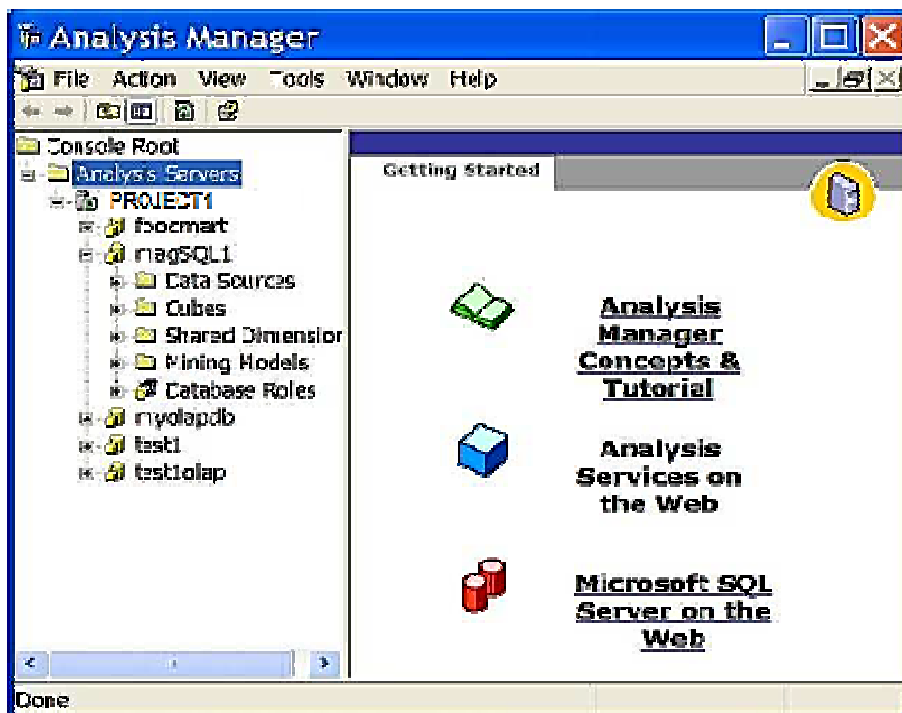 Analysis Manager
File Action View Tools Window Help
Console Root
Analysis Servers
PROJECT1
magSQL1
Data Sources
Cubes
Shared Dimension
Mining Models
Database Roles
myolapdb
test1
test1olap
Getting Started
Analysis
Manager
Concepts &
Tutorial
Analysis
Services on
the Web
Microsoft SQL
Server on the
Web
Done